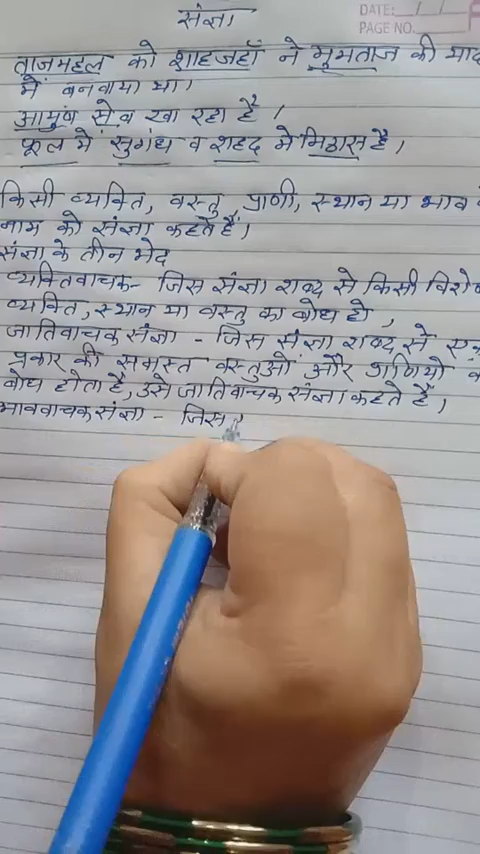 संज्ञा
DATE: / /
PAGE NO.
ताजमहल को शाहजहाँ ने मुमताज की याद
में बनवाया था।
आयुष सेव खा रहा है।
फूल में सुगंध व शहद में मिठास है।
किसी व्यक्ति, वस्तु, प्राणी, स्थान या भाव के
नाम को संज्ञा कहते हैं।
संज्ञा के तीन भेद
व्यक्तिवाचक- जिस संज्ञा शब्द से किसी विशेष
व्यक्ति, स्थान या वस्तु का बोध हो,
जातिवाचक संज्ञा - जिस संज्ञा शब्द से एक
प्रकार की समस्त वस्तुओं और प्राणियों का
बोध होता है, उसे जातिवाचक संज्ञा कहते हैं,
भाववाचक संज्ञा - जिस